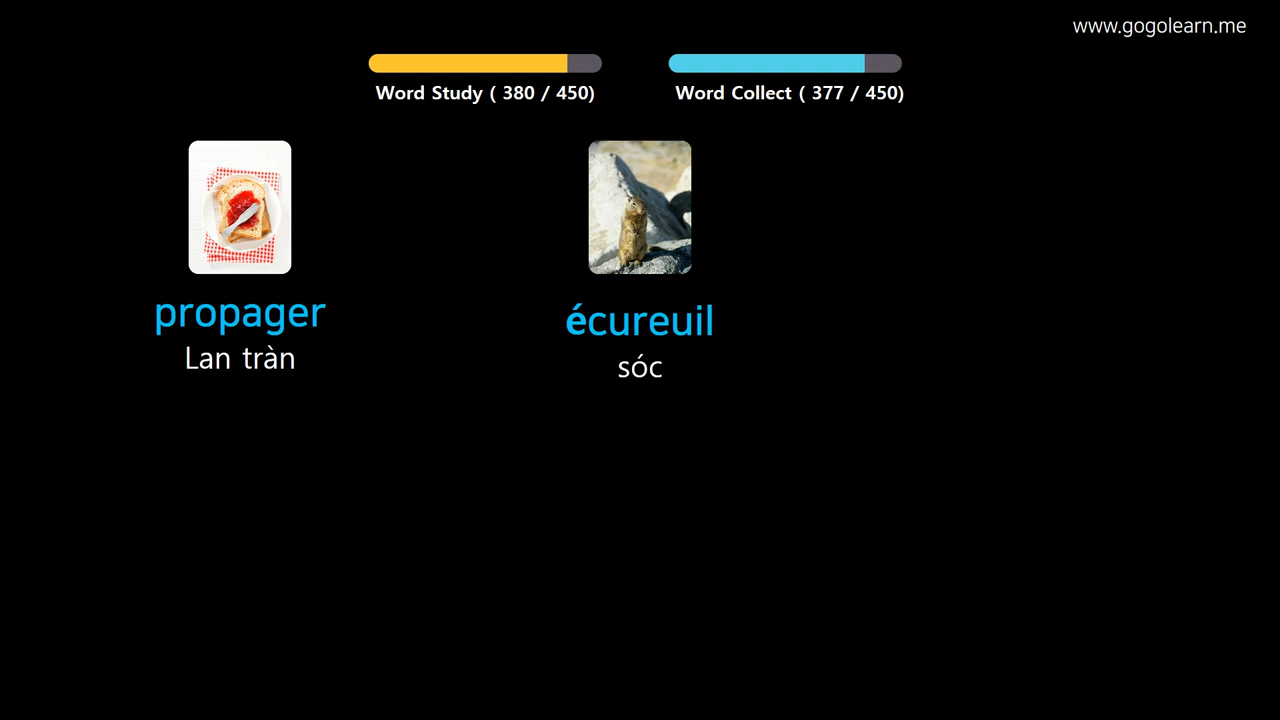 www.gogolearn.me
Word Study ( 380 / 450)
Word Collect ( 377 / 450)
propager
Lan tràn
écureuil
sóc